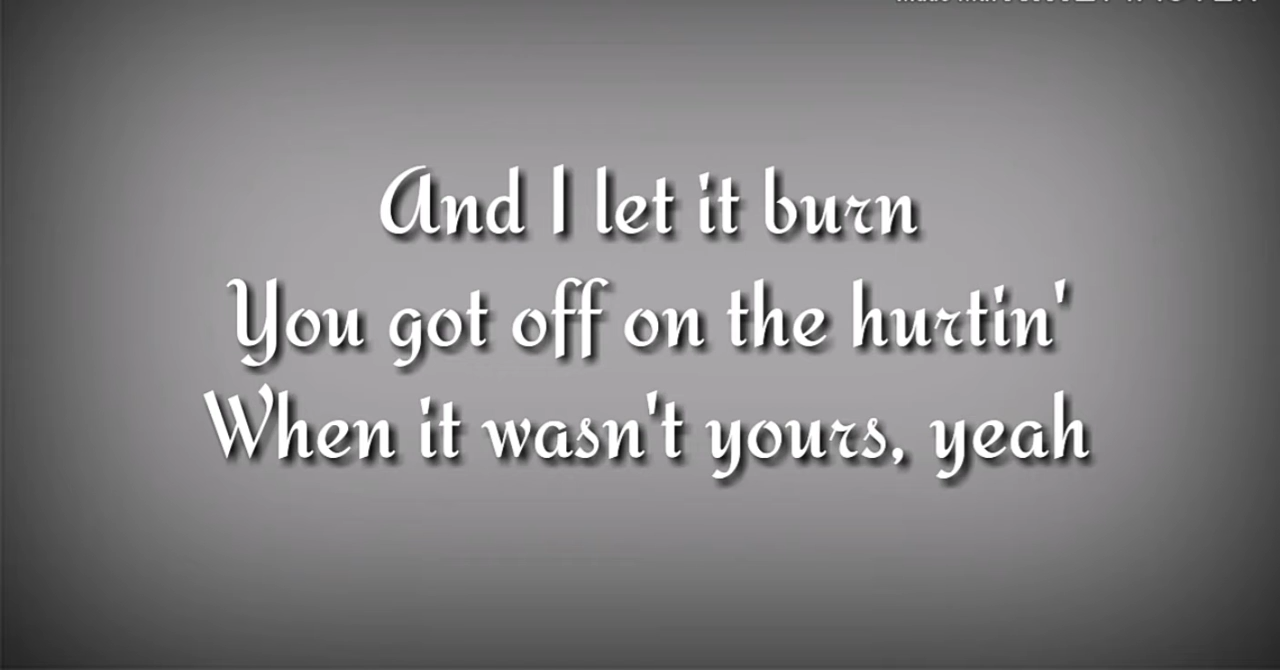 And I let it burn
You got off on the hurtin'
When it wasn't yours, yeah